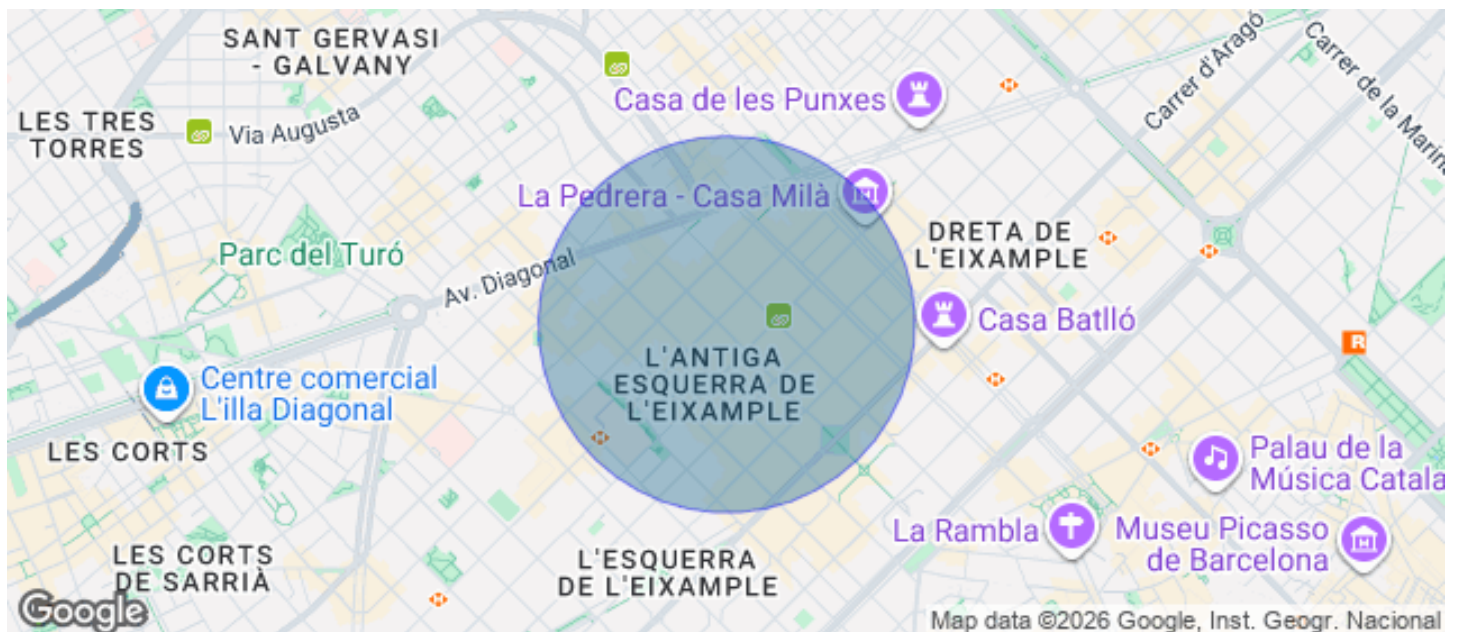 SANT GERVASI
- GALVANY
LES TRES
TORRES
Via Augusta
Casa de les Punxes
Carrer d'Aragó
Carrer de la Marina
La Pedrera - Casa Milà
DRETA DE
L'EIXAMPLE
Parc del Turó
Av. Diagonal
Casa Batlló
L'ANTIGA
ESQUERRA DE
L'EIXAMPLE
Centre comercial
L'illa Diagonal
LES CORTS
R
Palau de la
Música Catala
La Rambla
Museu Picasso
de Barcelona
LES CORTS
DE SARRIÀ
L'ESQUERRA
DE L'EIXAMPLE
Google
Map data ©2026 Google, Inst. Geogr. Nacional